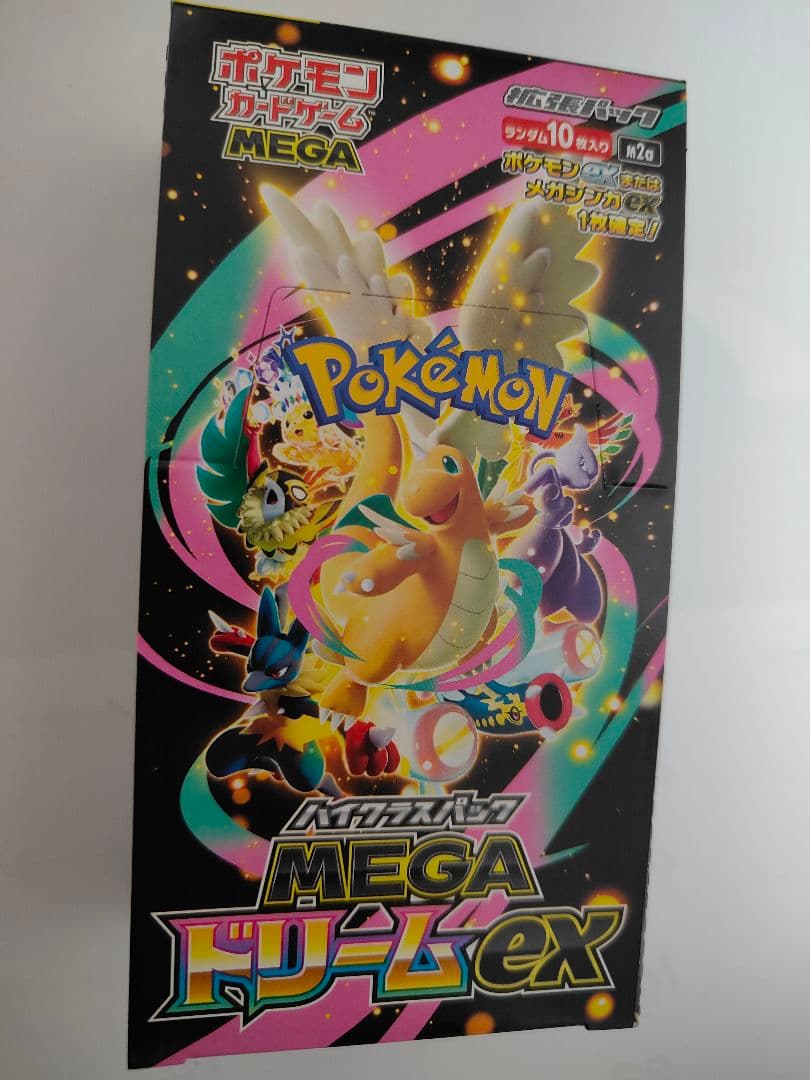 ポケモン
カードゲーム™
MEGA
拡張パック
ランダム10枚入り
M2a
ポケモンexまたは
メガシンカex
1枚確定!
POKéMON
TM
ハイクラスパック
MEGA
ドリームex